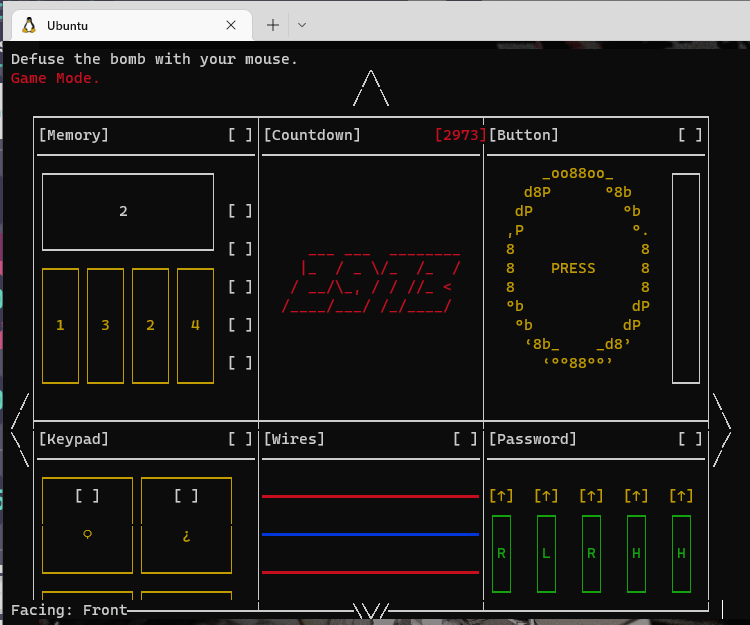 Ubuntu
Defuse the bomb with your mouse.
Game Mode.
[Memory] [ ] [Countdown] [2973] [Button] [ ]
2
[ ]
[ ]
[ ]
[ ]
[ ]
1 3 2 4
PRESS
[Keypad] [ ] [Wires] [ ] [Password] [ ]
[ ] [ ]
[↑] [↑] [↑] [↑] [↑]
ϙ ¿
R L R H H
Facing: Front